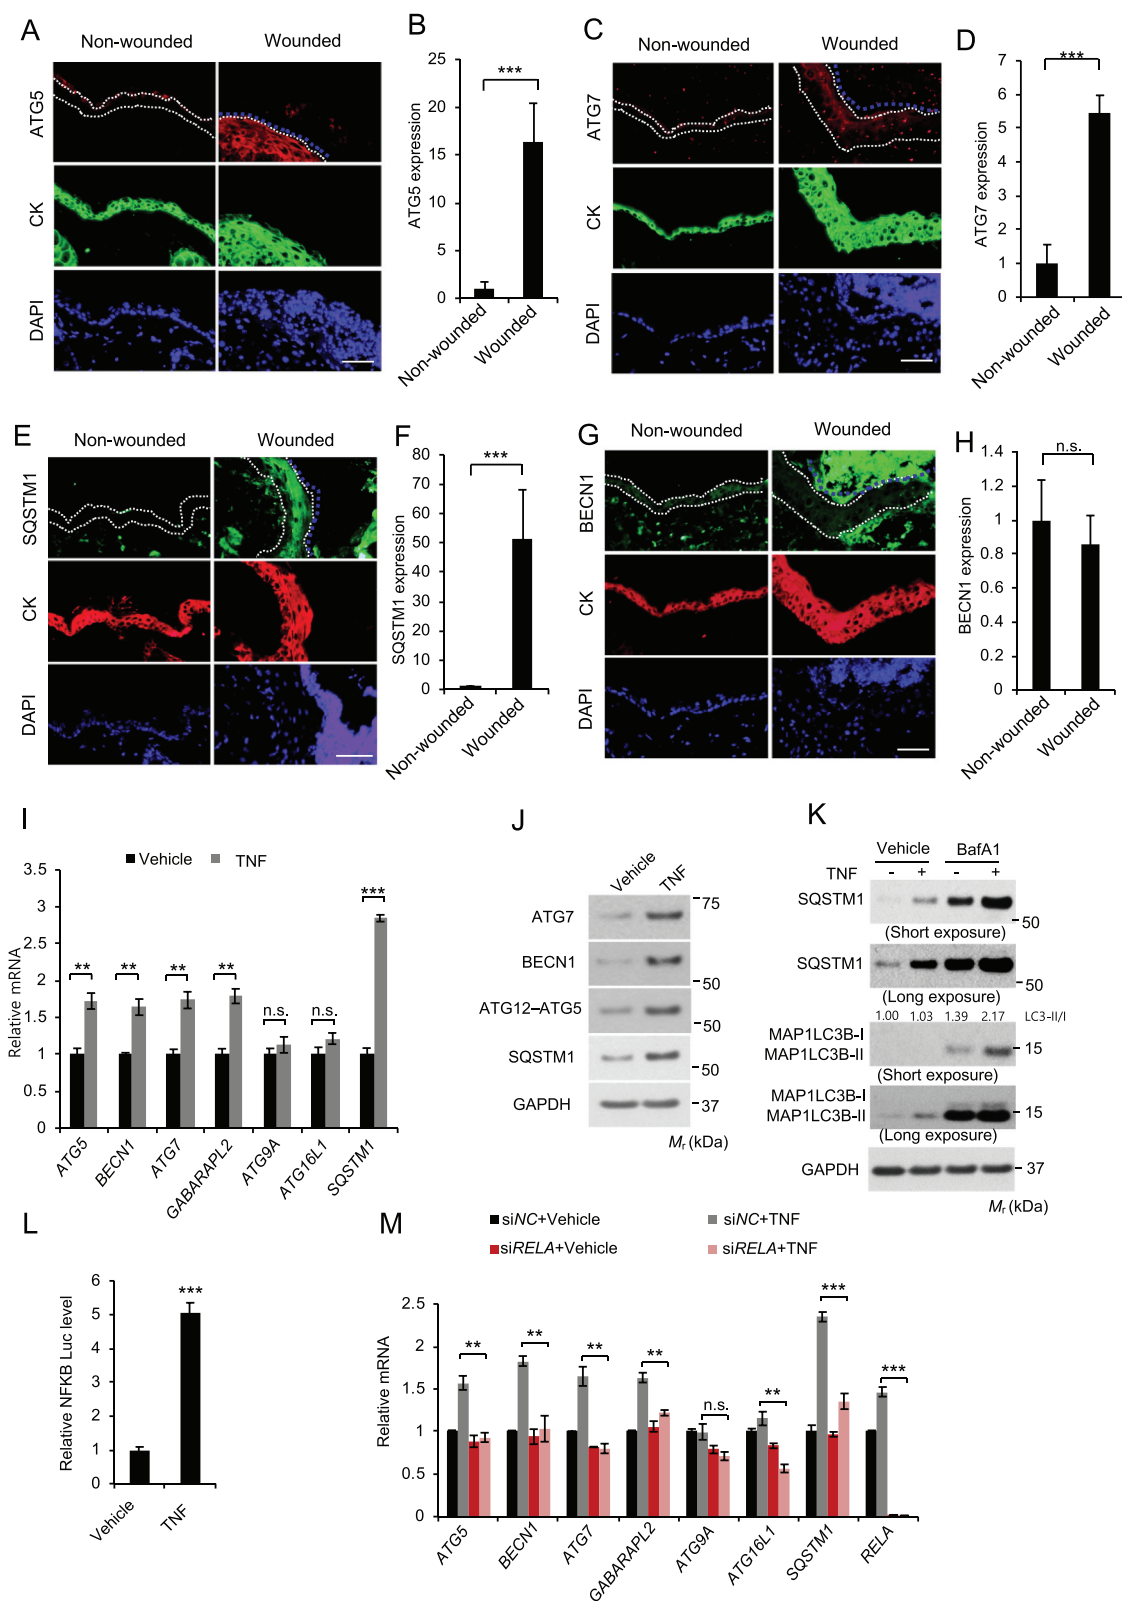 A
Non-wounded
Wounded
ATG5
CK
DAPI
B
25
20
15
10
5
0
ATG5 expression
***
Non-wounded
Wounded
C
Non-wounded
Wounded
ATG7
CK
DAPI
D
7
6
5
4
3
2
1
0
ATG7 expression
***
Non-wounded
Wounded
E
Non-wounded
Wounded
SQSTM1
CK
DAPI
F
80
70
60
50
40
30
20
10
0
SQSTM1 expression
***
Non-wounded
Wounded
G
Non-wounded
Wounded
BECN1
CK
DAPI
H
1.4
1.2
1
0.8
0.6
0.4
0.2
0
BECN1 expression
n.s.
Non-wounded
Wounded
I
Vehicle
TNF
3.5
3
2.5
2
1.5
1
0.5
0
Relative mRNA
**
**
**
**
n.s.
n.s.
***
ATG5
BECN1
ATG7
GABARAPL2
ATG9A
ATG16L1
SQSTM1
J
Vehicle
TNF
75
ATG7
BECN1
50
ATG12–ATG5
50
SQSTM1
50
GAPDH
37
Mr (kDa)
K
Vehicle
BafA1
TNF - + - +
SQSTM1
50
(Short exposure)
SQSTM1
50
(Long exposure)
1.00 1.03 1.39 2.17 LC3-II/I
MAP1LC3B-I
MAP1LC3B-II
15
(Short exposure)
MAP1LC3B-I
MAP1LC3B-II
15
(Long exposure)
GAPDH
37
Mr (kDa)
L
6
5
4
3
2
1
0
Relative NFKB Luc level
***
Vehicle
TNF
M
siNC+Vehicle
siNC+TNF
siRELA+Vehicle
siRELA+TNF
2.5
2
1.5
1
0.5
0
Relative mRNA
**
**
**
**
n.s.
**
***
***
ATG5
BECN1
ATG7
GABARAPL2
ATG9A
ATG16L1
SQSTM1
RELA